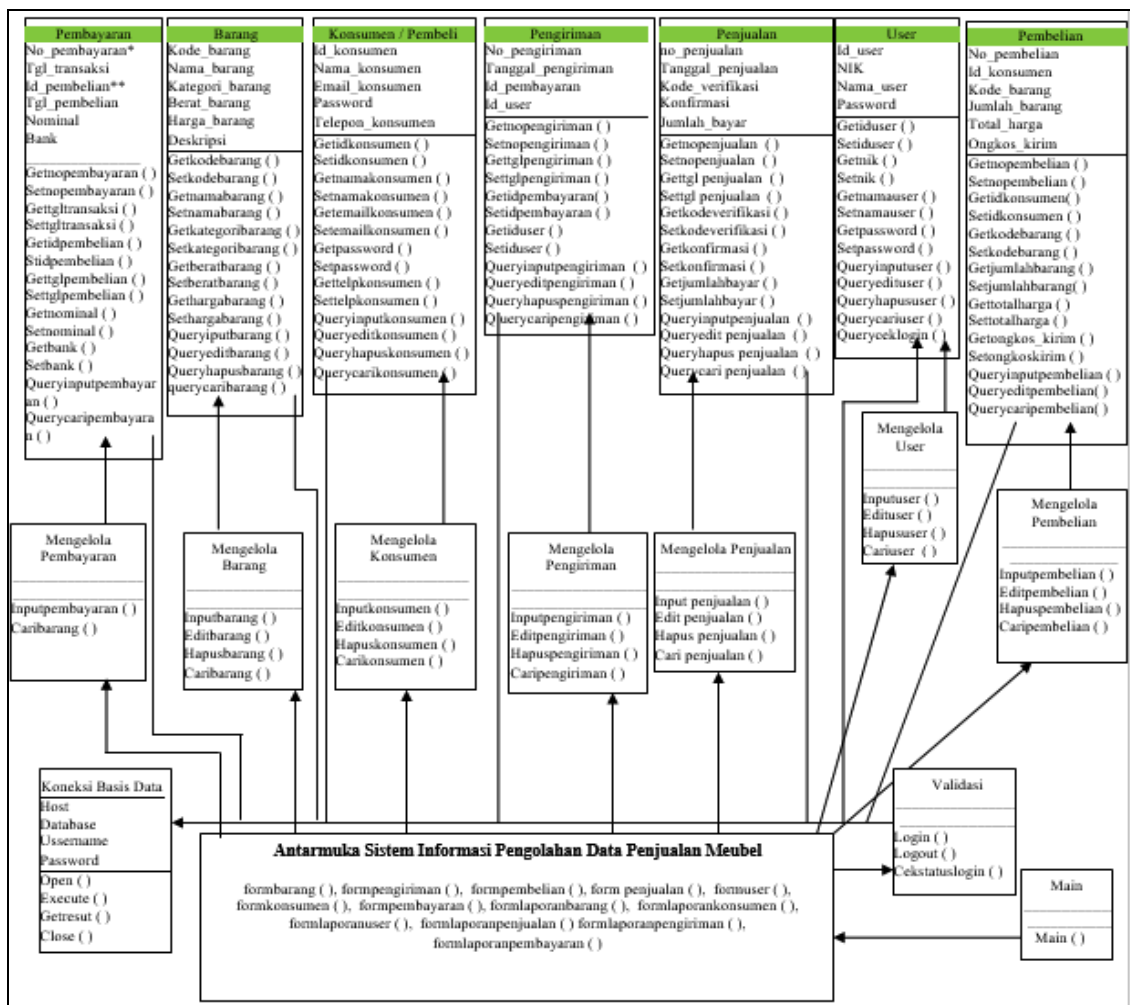 Pembayaran
No_pembayaran*
Tgl_transaksi
Id_pembelian**
Tgl_pembelian
Nominal
Bank
Getnopembayaran ( )
Setnopembayaran ( )
Gettgltransaksi ( )
Settgltransaksi ( )
Getidpembelian ( )
Stidpembelian ( )
Gettglpembelian ( )
Settglpembelian ( )
Getnominal ( )
Setnominal ( )
Getbank ( )
Setbank ( )
Queryinputpembayar
an ( )
Querycaripembayara
n ( )
Barang
Kode_barang
Nama_barang
Kategori_barang
Berat_barang
Harga_barang
Deskripsi
Getkodebarang ( )
Setkodebarang ( )
Getnamabarang ( )
Setnamabarang ( )
Getkategoribarang ( )
Setkategoribarang ( )
Getberatbarang ( )
Setberatbarang ( )
Gethargabarang ( )
Sethargabarang ( )
Queryiputbarang ( )
Queryeditbarang ( )
Queryhapusbarang ( )
querycaribarang ( )
Konsumen / Pembeli
Id_konsumen
Nama_konsumen
Email_konsumen
Password
Telepon_konsumen
Getidkonsumen ( )
Setidkonsumen ( )
Getnamakonsumen ( )
Setnamakonsumen ( )
Getemailkonsumen ( )
Setemailkonsumen ( )
Getpassword ( )
Setpassword ( )
Gettelpkonsumen ( )
Settelpkonsumen ( )
Queryinputkonsumen ( )
Queryeditkonsumen ( )
Queryhapuskonsumen ( )
Querycarikonsumen ( )
Pengiriman
No_pengiriman
Tanggal_pengiriman
Id_pembayaran
Id_user
Getnopengiriman ( )
Setnopengiriman ( )
Gettglpengiriman ( )
Settglpengiriman ( )
Getidpembayaran( )
Setidpembayaran ( )
Getiduser ( )
Setiduser ( )
Queryinputpengiriman ( )
Queryeditpengiriman ( )
Queryhapuspengiriman ( )
Querycaripengiriman ( )
Penjualan
no_penjualan
Tanggal_penjualan
Kode_verifikasi
Konfirmasi
Jumlah_bayar
Getnopenjualan ( )
Setnopenjualan ( )
Gettgl penjualan ( )
Settgl penjualan ( )
Getkodeverifikasi ( )
Setkodeverifikasi ( )
Getkonfirmasi ( )
Setkonfirmasi ( )
Getjumlahbayar ( )
Setjumlahbayar ( )
Queryinputpenjualan ( )
Queryedit penjualan ( )
Queryhapus penjualan ( )
Querycari penjualan ( )
User
Id_user
NIK
Nama_user
Password
Getiduser ( )
Setiduser ( )
Getnik ( )
Setnik ( )
Getnamauser ( )
Setnamauser ( )
Getpassword ( )
Setpassword ( )
Queryinputuser ( )
Queryedituser ( )
Queryhapususer ( )
Querycariuser ( )
Queryceklogin ( )
Pembelian
No_pembelian
Id_konsumen
Kode_barang
Jumlah_barang
Total_harga
Ongkos_kirim
Getnopembelian ( )
Setnopembelian ( )
Getidkonsumen( )
Setidkonsumen ( )
Getkodebarang ( )
Setkodebarang ( )
Getjumlahbarang ( )
Setjumlahbarang( )
Gettotalharga ( )
Settotalharga ( )
Getongkos_kirim ( )
Setongkoskirim ( )
Queryinputpembelian ( )
Queryeditpembelian( )
Querycaripembelian( )
Mengelola
Pembayaran
Inputpembayaran ( )
Caribarang ( )
Mengelola
Barang
Inputbarang ( )
Editbarang ( )
Hapusbarang ( )
Caribarang ( )
Mengelola
Konsumen
Inputkonsumen ( )
Editkonsumen ( )
Hapuskonsumen ( )
Carikonsumen ( )
Mengelola
Pengiriman
Inputpengiriman ( )
Editpengiriman ( )
Hapuspengiriman ( )
Caripengiriman ( )
Mengelola Penjualan
Input penjualan ( )
Edit penjualan ( )
Hapus penjualan ( )
Cari penjualan ( )
Mengelola
User
Inputuser ( )
Edituser ( )
Hapususer ( )
Cariuser ( )
Mengelola
Pembelian
Inputpembelian ( )
Editpembelian ( )
Hapuspembelian ( )
Caripembelian ( )
Koneksi Basis Data
Host
Database
Ussername
Password
Open ( )
Execute ( )
Getresut ( )
Close ( )
Antarmuka Sistem Informasi Pengolahan Data Penjualan Meubel
formbarang ( ), formpengiriman ( ), formpembelian ( ), form penjualan ( ), formuser ( ),
formkonsumen ( ), formpembayaran ( ), formlaporanbarang ( ), formlaporankonsumen ( ),
formlaporanuser ( ), formlaporanpenjualan ( ) formlaporanpengiriman ( ),
formlaporanpembayaran ( )
Validasi
Login ( )
Logout ( )
Cekstatuslogin ( )
Main
Main ( )